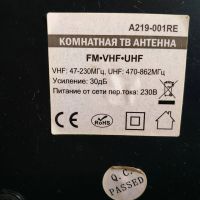 A219-001RE
КОМНАТНАЯ ТВ АНТЕННА
FM•VHF•UHF
VHF: 47-230МГц, UHF: 470-862МГц
Усиление: 30дБ
Питание от сети пер.тока: 230В
CE
RoHS
Q.C.
PASSED